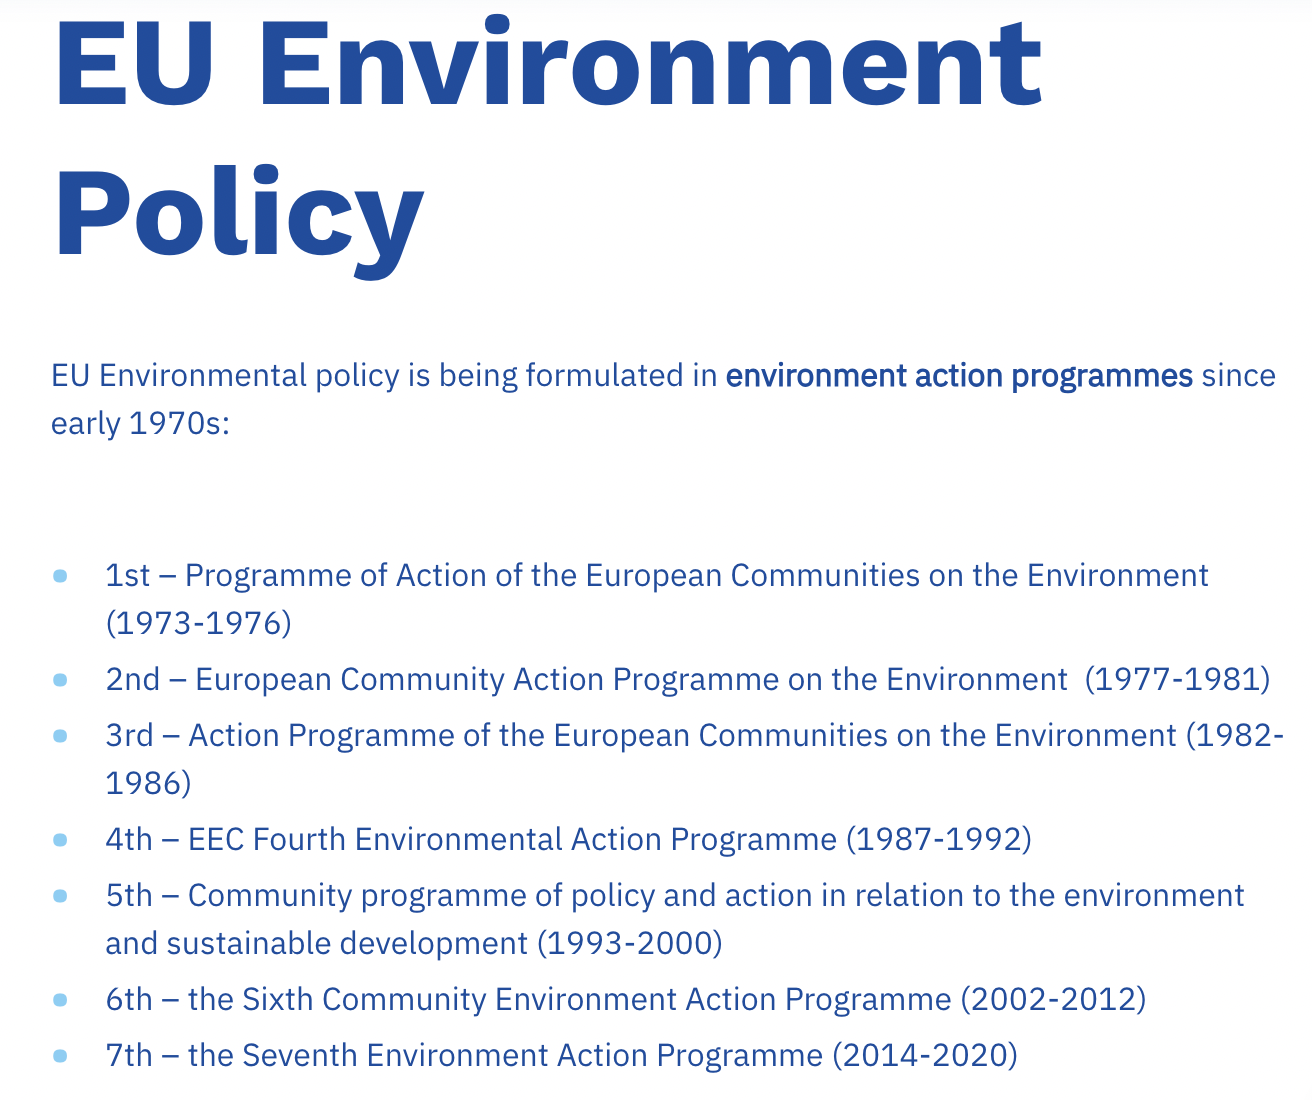 EU Environment
Policy
EU Environmental policy is being formulated in environment action programmes since
early 1970s:
1st – Programme of Action of the European Communities on the Environment
(1973-1976)
2nd – European Community Action Programme on the Environment  (1977-1981)
3rd – Action Programme of the European Communities on the Environment (1982-
1986)
4th – EEC Fourth Environmental Action Programme (1987-1992)
5th – Community programme of policy and action in relation to the environment
and sustainable development (1993-2000)
6th – the Sixth Community Environment Action Programme (2002-2012)
7th – the Seventh Environment Action Programme (2014-2020)